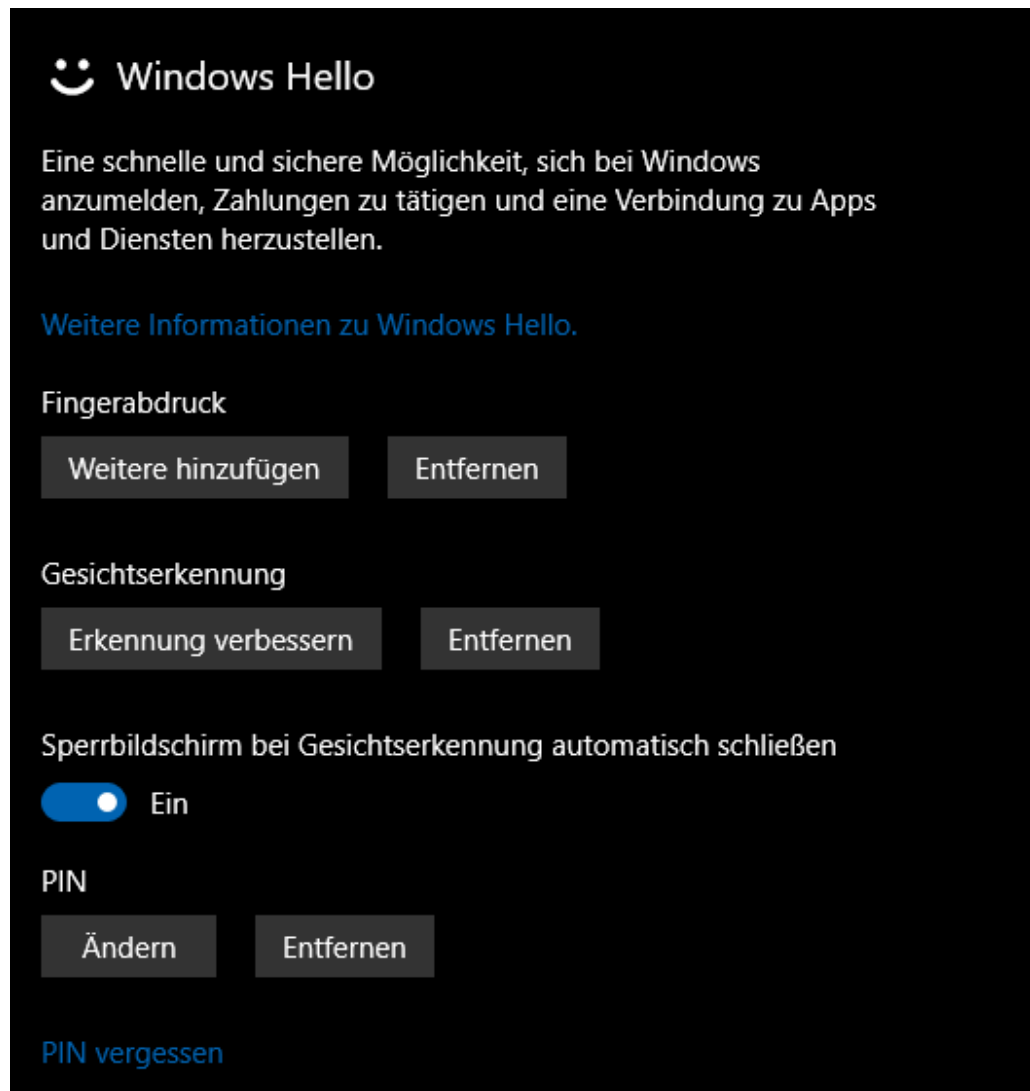 Windows Hello
Eine schnelle und sichere Möglichkeit, sich bei Windows
anzumelden, Zahlungen zu tätigen und eine Verbindung zu Apps
und Diensten herzustellen.
Weitere Informationen zu Windows Hello.
Fingerabdruck
Weitere hinzufügen Entfernen
Gesichtserkennung
Erkennung verbessern Entfernen
Sperrbildschirm bei Gesichtserkennung automatisch schließen
Ein
PIN
Ändern Entfernen
PIN vergessen